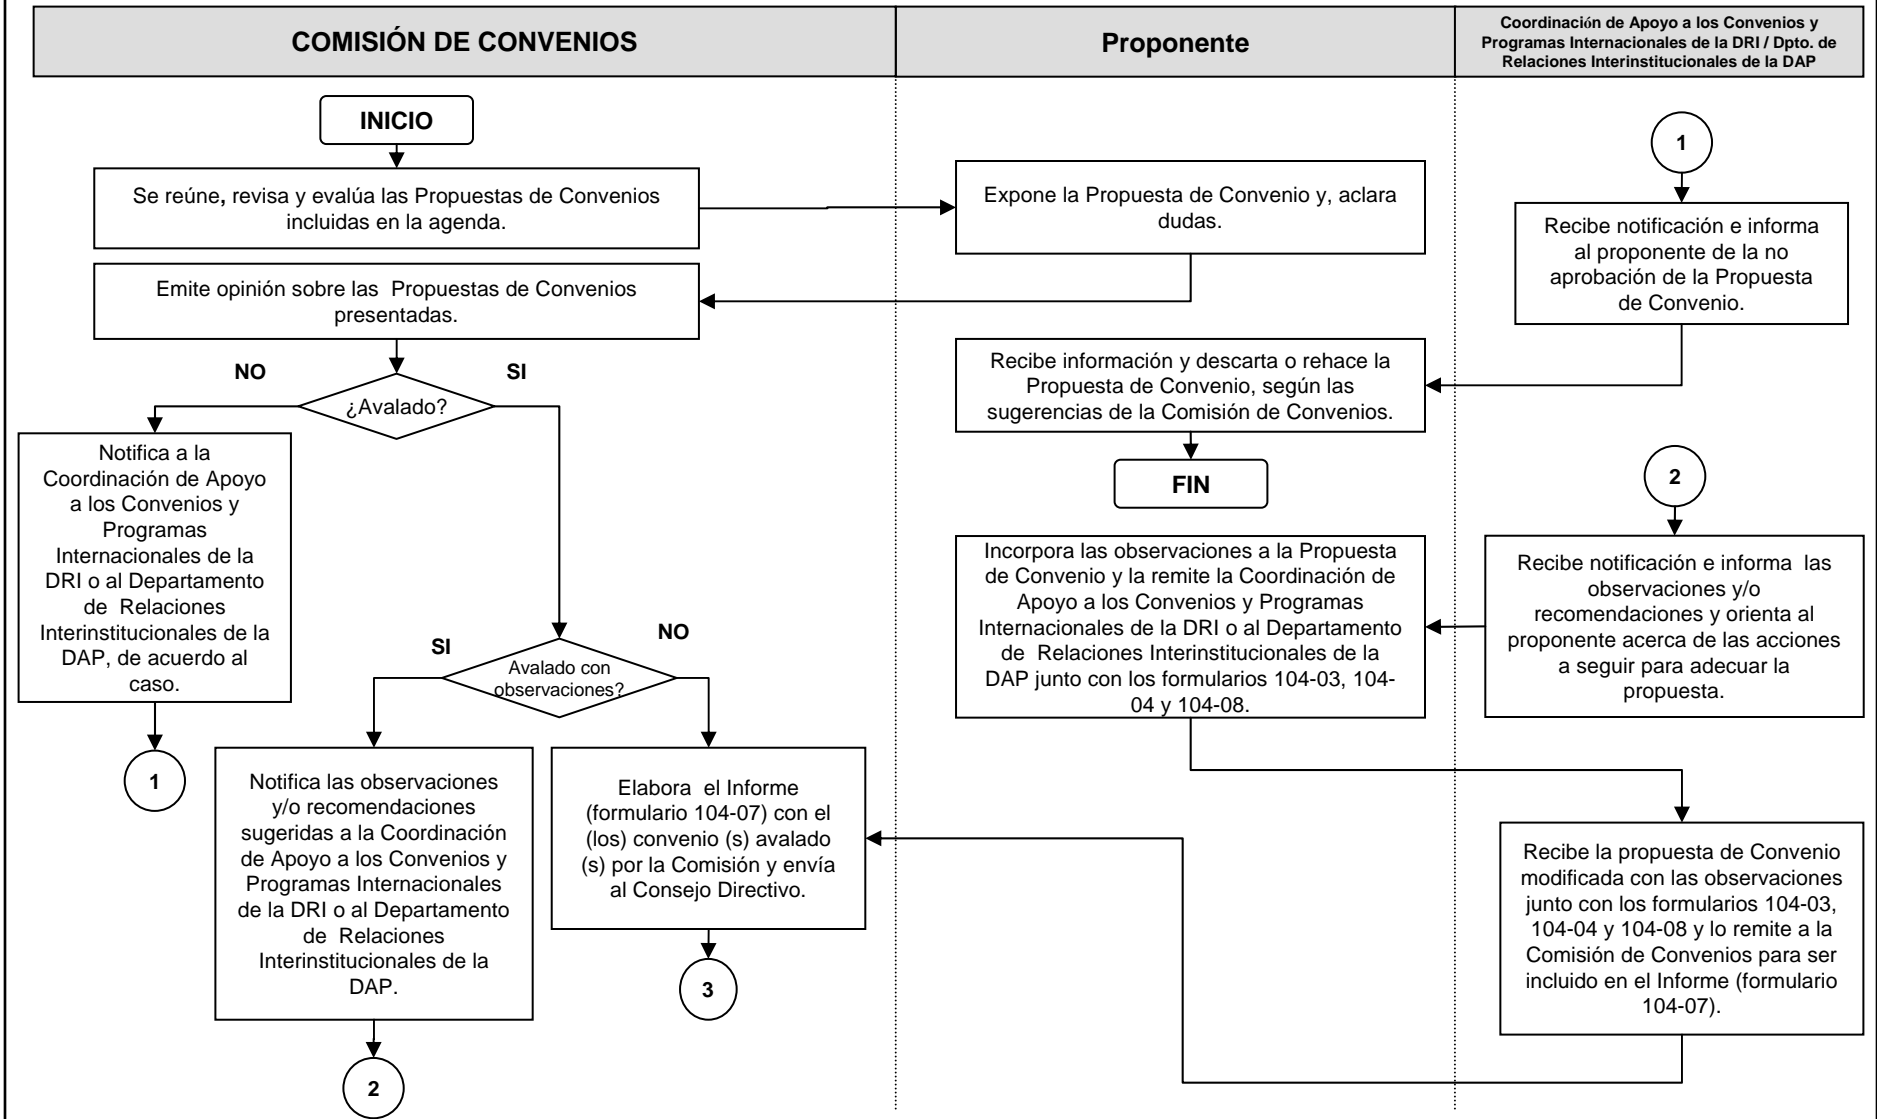 COMISIÓN DE CONVENIOS
Proponente
Coordinación de Apoyo a los Convenios y
Programas Internacionales de la DRI / Dpto. de
Relaciones Interinstitucionales de la DAP
INICIO
Se reúne, revisa y evalúa las Propuestas de Convenios
incluidas en la agenda.
Expone la Propuesta de Convenio y, aclara
dudas.
1
Recibe notificación e informa
al proponente de la no
aprobación de la Propuesta
de Convenio.
Emite opinión sobre las  Propuestas de Convenios
presentadas.
NO
SI
¿Avalado?
Recibe información y descarta o rehace la
Propuesta de Convenio, según las
sugerencias de la Comisión de Convenios.
FIN
Notifica a la
Coordinación de Apoyo
a los Convenios y
Programas
Internacionales de la
DRI o al Departamento
de  Relaciones
Interinstitucionales de la
DAP, de acuerdo al
caso.
1
2
Recibe notificación e informa  las
observaciones y/o
recomendaciones y orienta al
proponente acerca de las acciones
a seguir para adecuar la
propuesta.
Incorpora las observaciones a la Propuesta
de Convenio y la remite la Coordinación de
Apoyo a los Convenios y Programas
Internacionales de la DRI o al Departamento
de  Relaciones Interinstitucionales de la
DAP junto con los formularios 104-03, 104-
04 y 104-08.
SI
NO
Avalado con
observaciones?
Notifica las observaciones
y/o recomendaciones
sugeridas a la Coordinación
de Apoyo a los Convenios y
Programas Internacionales
de la DRI o al Departamento
de  Relaciones
Interinstitucionales de la
DAP.
2
Elabora  el Informe
(formulario 104-07) con el
(los) convenio (s) avalado
(s) por la Comisión y envía
al Consejo Directivo.
3
Recibe la propuesta de Convenio
modificada con las observaciones
junto con los formularios 104-03,
104-04 y 104-08 y lo remite a la
Comisión de Convenios para ser
incluido en el Informe (formulario
104-07).